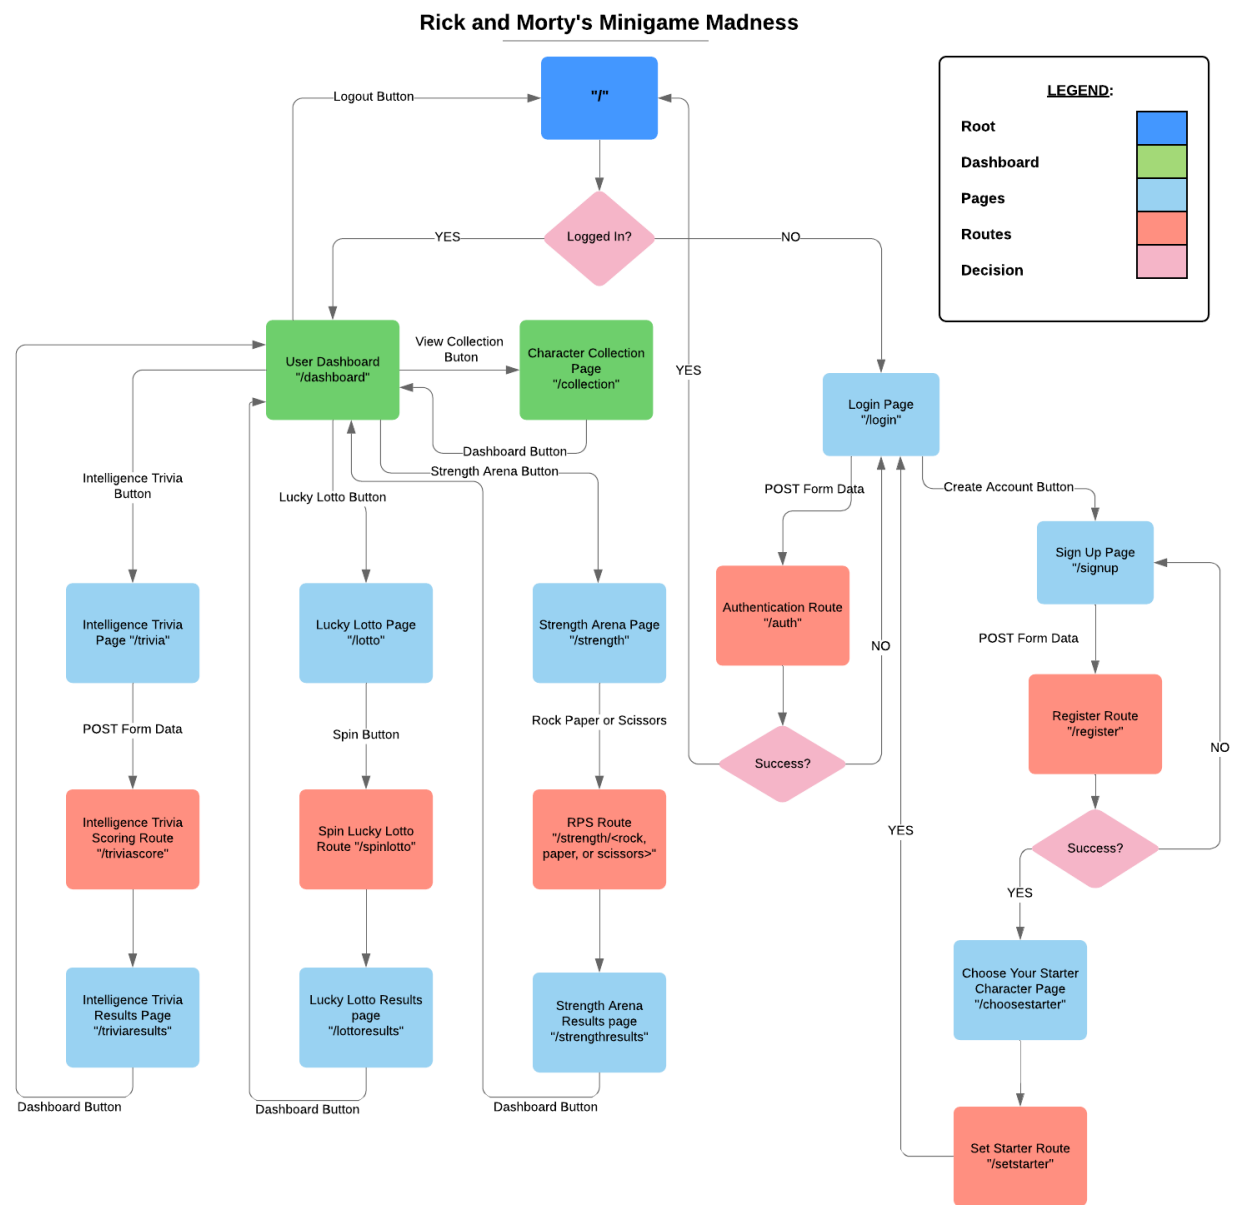 Rick and Morty's Minigame Madness
"/"
Logout Button
LEGEND:
Root
Dashboard
Pages
Routes
Decision
Logged In?
YES
NO
User Dashboard
"/dashboard"
View Collection
Buton
Character Collection
Page
"/collection"
YES
Login Page
"/login"
Dashboard Button
Strength Arena Button
Intelligence Trivia
Button
Lucky Lotto Button
POST Form Data
Create Account Button
Sign Up Page
"/signup
Intelligence Trivia
Page "/trivia"
Lucky Lotto Page
"/lotto"
Strength Arena Page
"/strength"
Authentication Route
"/auth"
NO
POST Form Data
POST Form Data
Spin Button
Rock Paper or Scissors
Register Route
"/register"
NO
Success?
Intelligence Trivia
Scoring Route
"/triviascore"
Spin Lucky Lotto
Route "/spinlotto"
RPS Route
"/strength/<rock,
paper, or scissors>"
YES
Success?
YES
Intelligence Trivia
Results Page
"/triviaresults"
Lucky Lotto Results
page
"/lottoresults"
Strength Arena
Results page
"/strengthresults"
Choose Your Starter
Character Page
"/choosestarter"
Dashboard Button
Dashboard Button
Dashboard Button
Set Starter Route
"/setstarter"